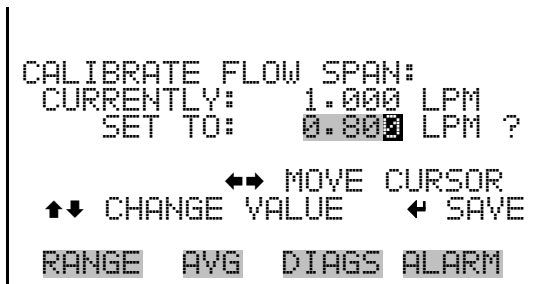 CALIBRATE FLOW SPAN:
CURRENTLY: 1.000 LPM
SET TO: 0.800 LPM ?
←→ MOVE CURSOR
↑↓ CHANGE VALUE ↵ SAVE
RANGE AVG DIAGS ALARM